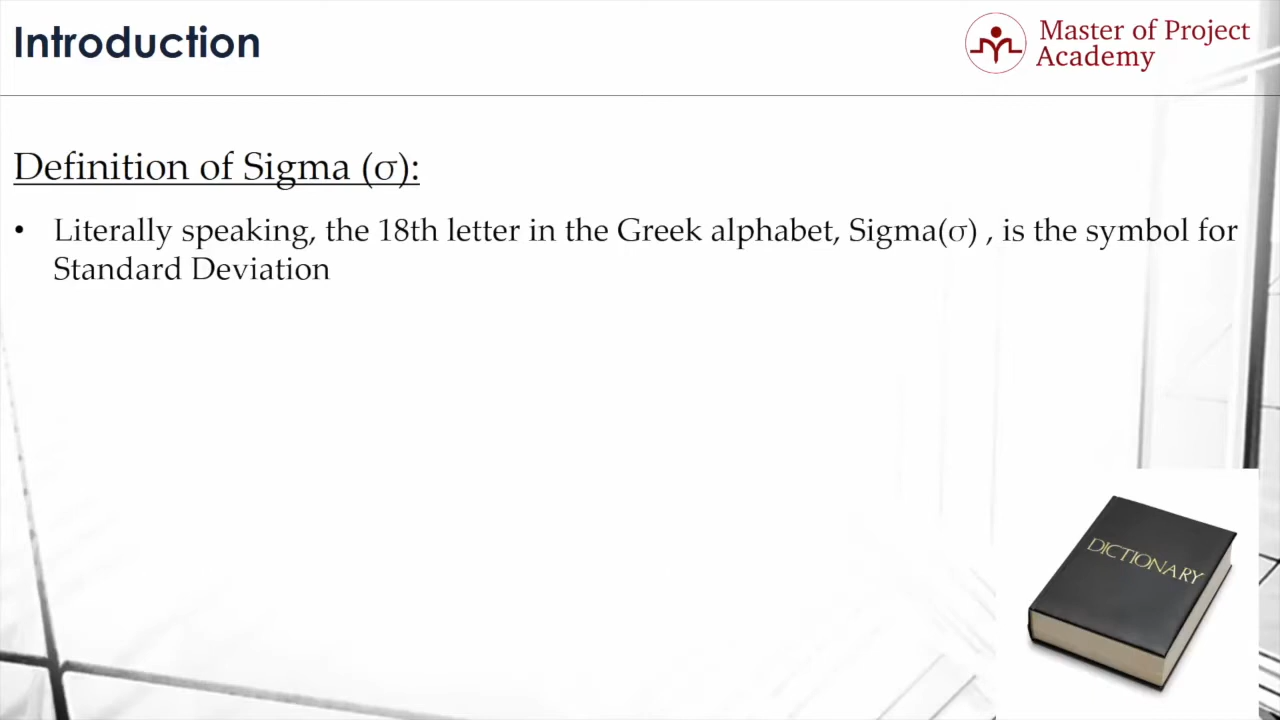 Introduction
Master of Project
Academy
Definition of Sigma (σ):
• Literally speaking, the 18th letter in the Greek alphabet, Sigma(σ) , is the symbol for
Standard Deviation
DICTIONARY